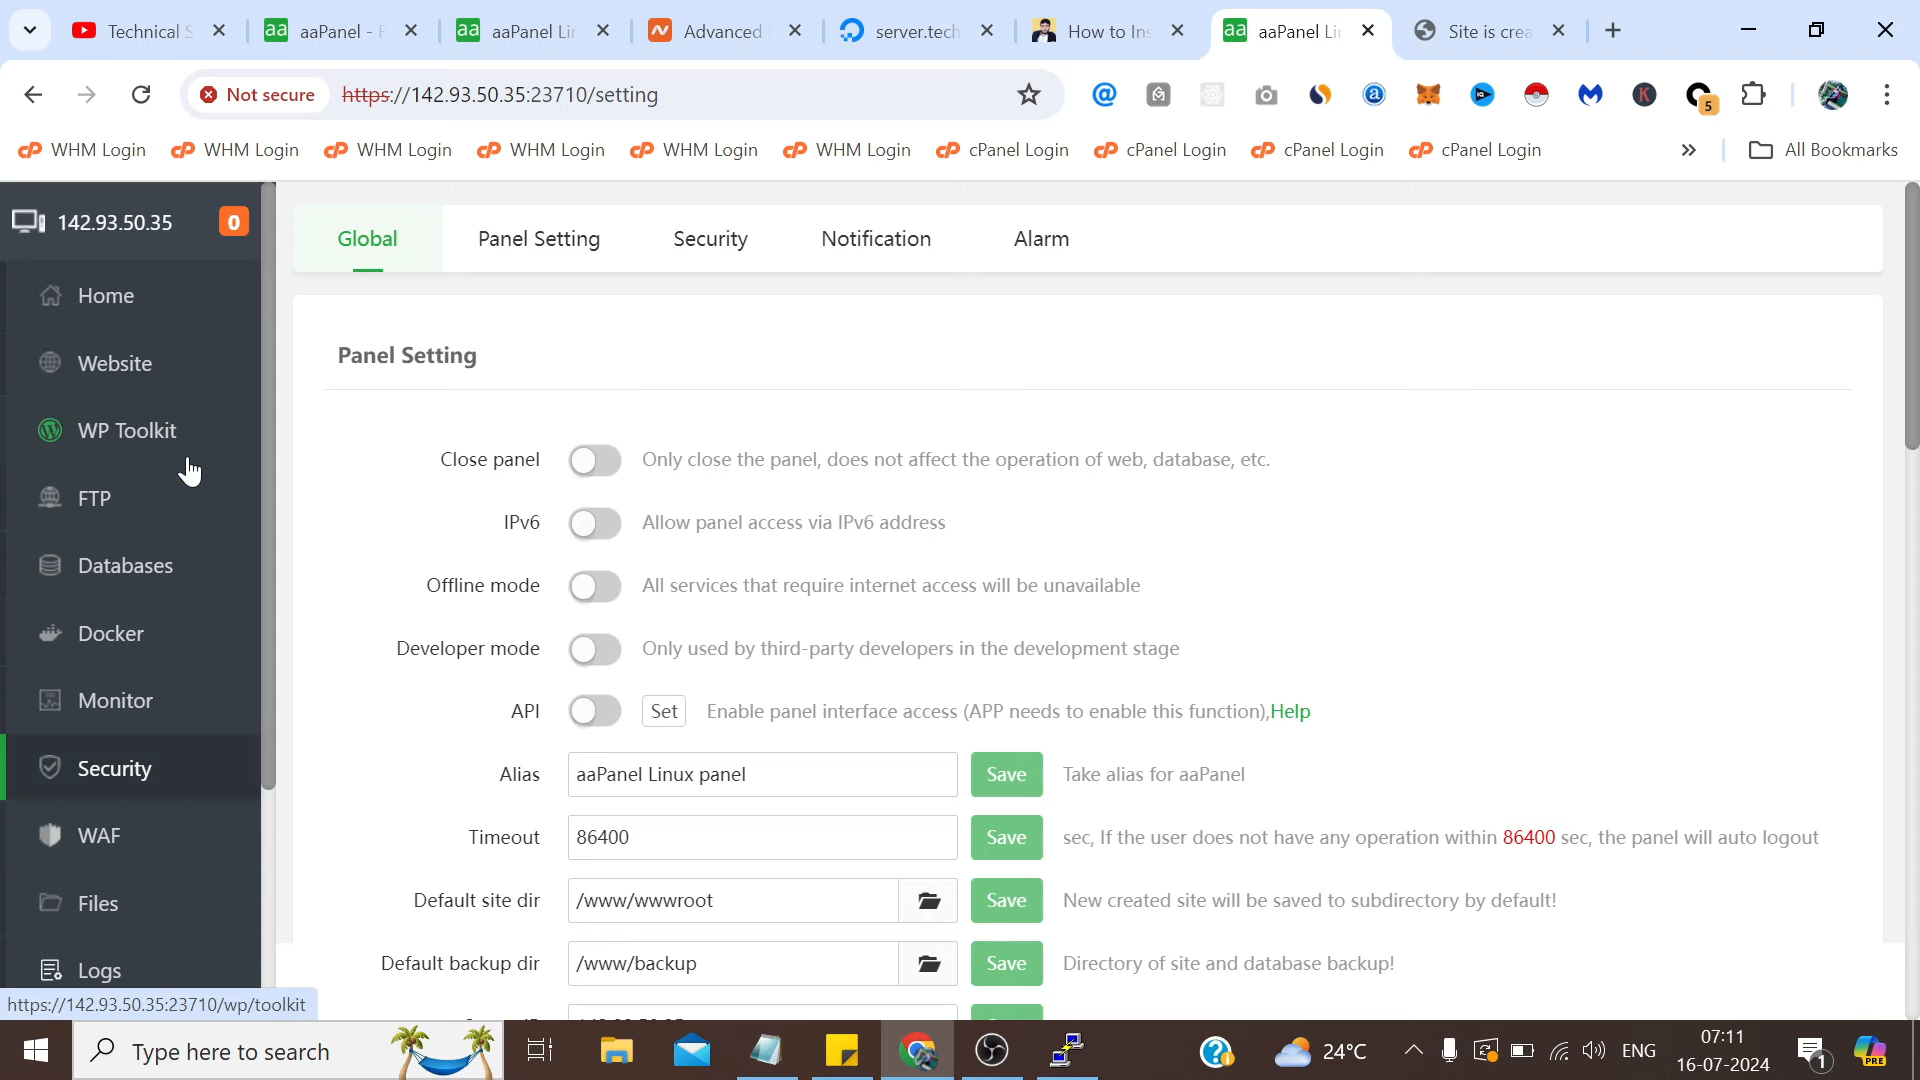 Technical S
aaPanel - F
aaPanel Lin
Advanced
server.tech
How to Ins
aaPanel Li
Site is crea
Not secure
https://142.93.50.35:23710/setting
5
WHM Login
WHM Login
WHM Login
WHM Login
WHM Login
WHM Login
cPanel Login
cPanel Login
cPanel Login
cPanel Login
All Bookmarks
142.93.50.35
0
Home
Website
WP Toolkit
FTP
Databases
Docker
Monitor
Security
WAF
Files
Logs
https://142.93.50.35:23710/wp/toolkit
Global
Panel Setting
Security
Notification
Alarm
Panel Setting
Close panel
Only close the panel, does not affect the operation of web, database, etc.
IPv6
Allow panel access via IPv6 address
Offline mode
All services that require internet access will be unavailable
Developer mode
Only used by third-party developers in the development stage
API
Set
Enable panel interface access (APP needs to enable this function),Help
Alias
aaPanel Linux panel
Save
Take alias for aaPanel
Timeout
86400
Save
sec, If the user does not have any operation within 86400 sec, the panel will auto logout
Default site dir
/www/wwwroot
Save
New created site will be saved to subdirectory by default!
Default backup dir
/www/backup
Save
Directory of site and database backup!
Type here to search
24°C
ENG
07:11
16-07-2024
1
PRE